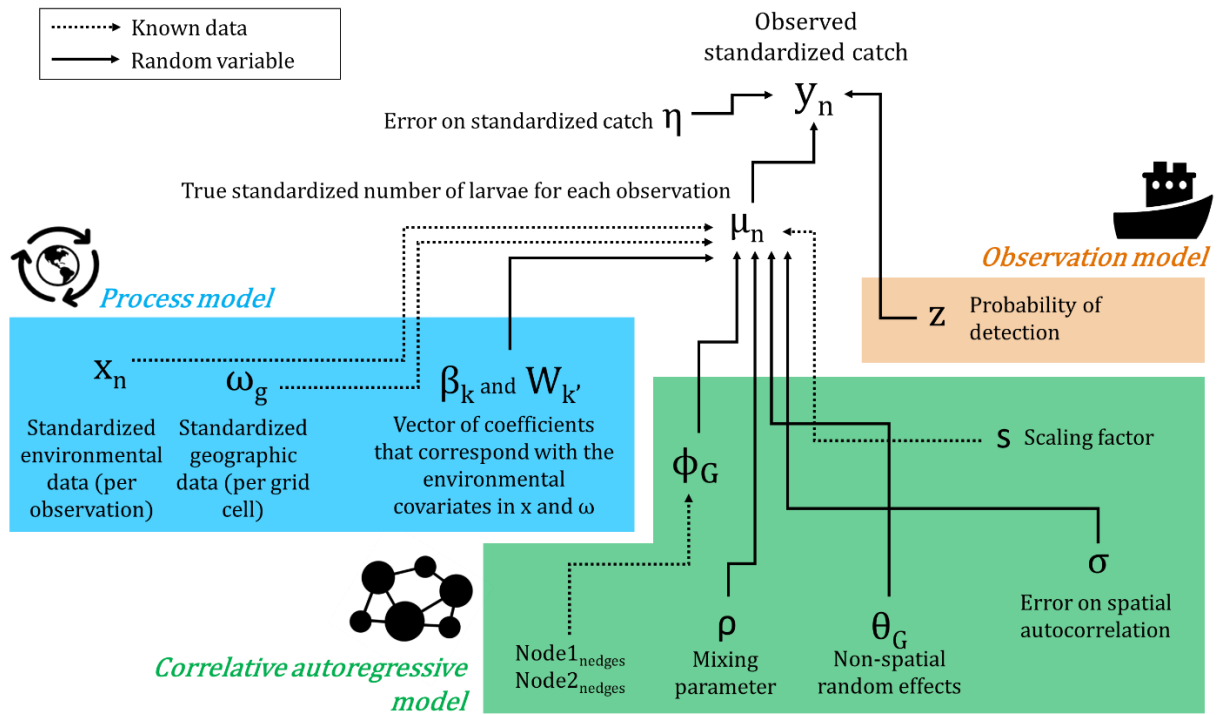 Known data
Random variable
Observed
standardized catch
yn
Error on standardized catch η
True standardized number of larvae for each observation
μn
Process model
Observation model
xn
ωg
βk and Wk’
Standardized
environmental
data (per
observation)
Standardized
geographic
data (per grid
cell)
Vector of coefficients
that correspond with the
environmental
covariates in x and ω
z
Probability of
detection
s Scaling factor
ϕG
σ
Error on spatial
autocorrelation
Correlative autoregressive
model
Node1nedges
Node2nedges
ρ
Mixing
parameter
θG
Non-spatial
random effects